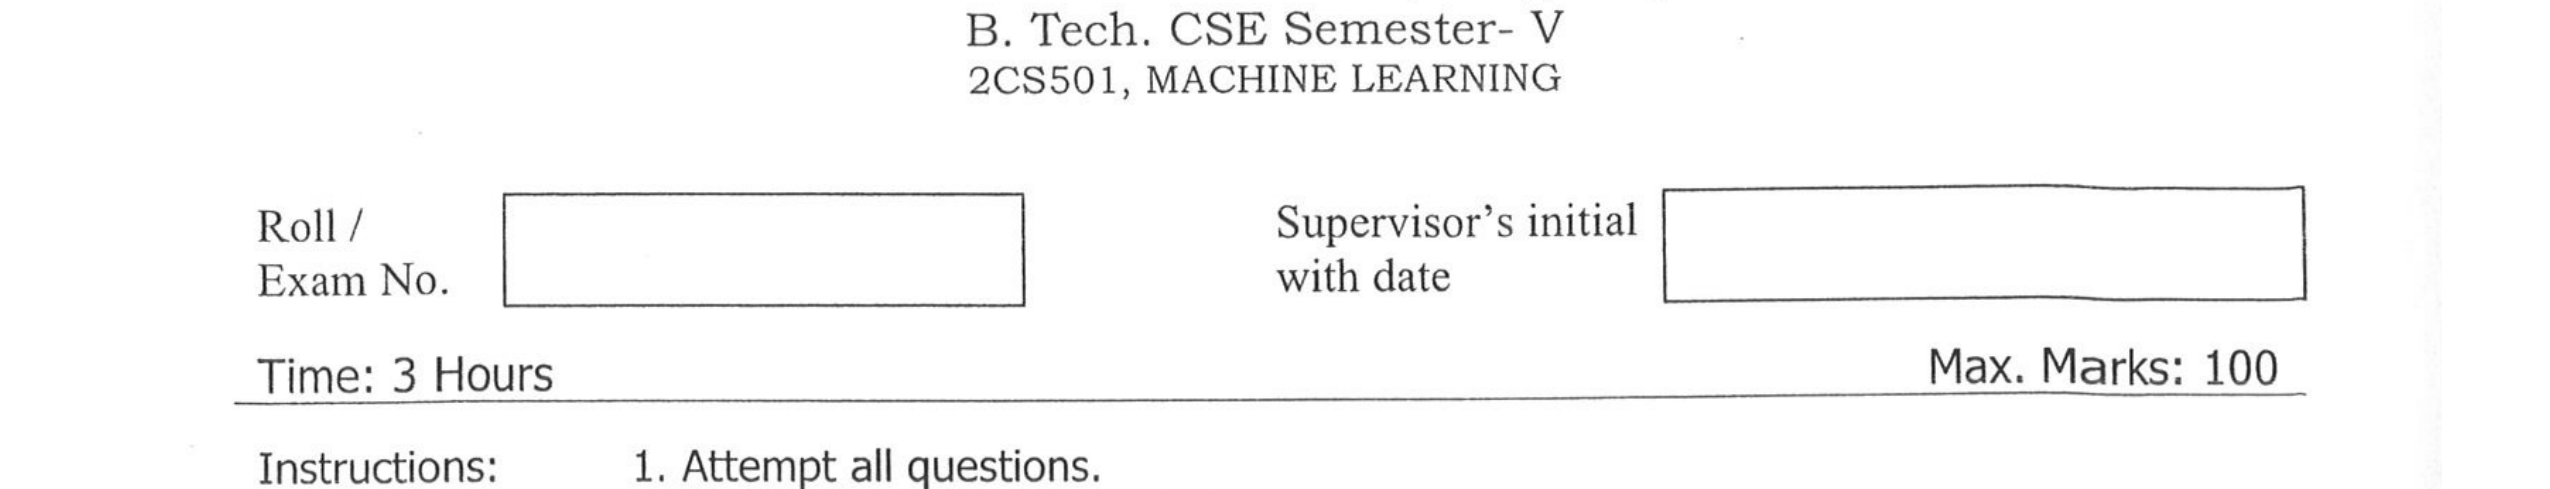 B. Tech. CSE Semester- V
2CS501, MACHINE LEARNING
Roll / Exam No.
Supervisor's initial with date
Time: 3 Hours
Max. Marks: 100
Instructions: 1. Attempt all questions.